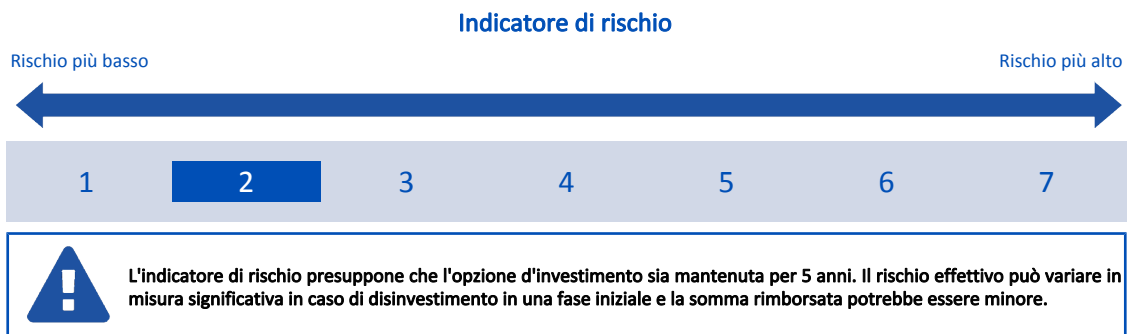 Indicatore di rischio
Rischio più basso
Rischio più alto
1 2 3 4 5 6 7
L'indicatore di rischio presuppone che l'opzione d'investimento sia mantenuta per 5 anni. Il rischio effettivo può variare in
misura significativa in caso di disinvestimento in una fase iniziale e la somma rimborsata potrebbe essere minore.